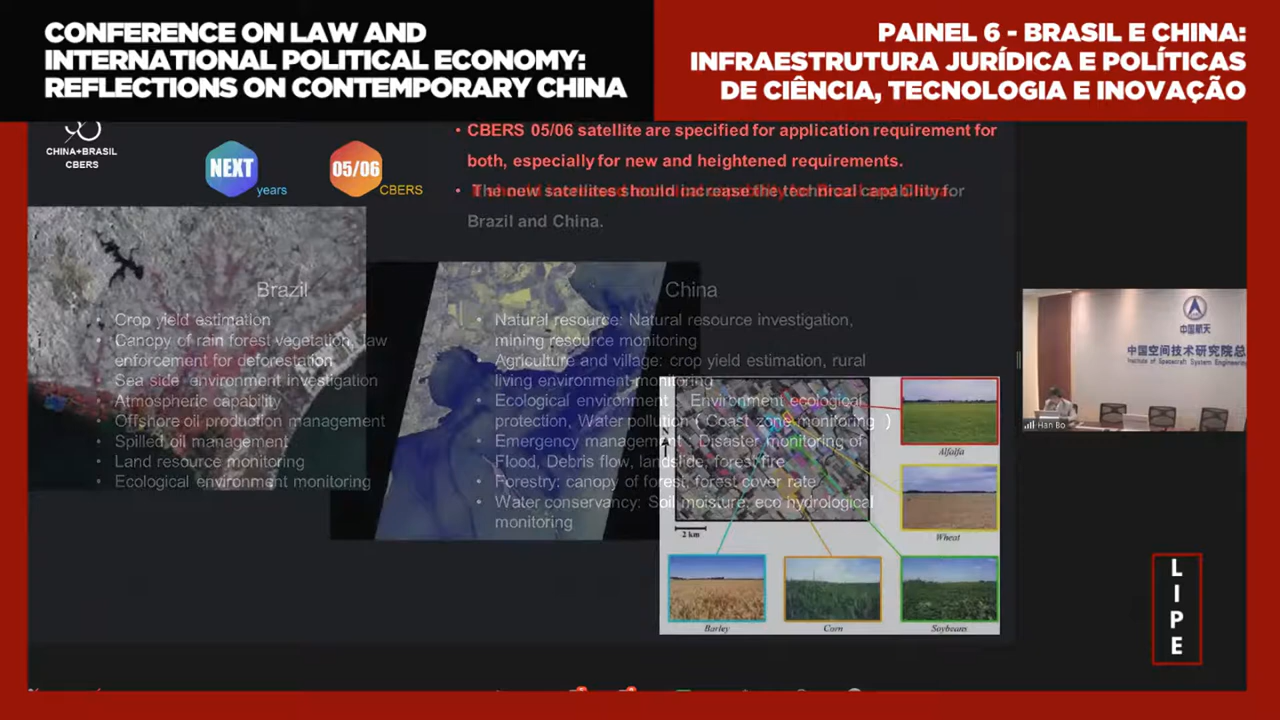 CONFERENCE ON LAW AND
INTERNATIONAL POLITICAL ECONOMY:
REFLECTIONS ON CONTEMPORARY CHINA
PAINEL 6 - BRASIL E CHINA:
INFRAESTRUTURA JURÍDICA E POLÍTICAS
DE CIÊNCIA, TECNOLOGIA E INOVAÇÃO
CHINA+BRASIL
CBERS
NEXT
years
05/06
CBERS
• CBERS 05/06 satellite are specified for application requirement for
both, especially for new and heightened requirements.
• The new satellites should increase the technical capability for
Brazil and China.
Brazil
• Crop yield estimation
• Canopy of rain forest vegetation, law
enforcement for deforestation
• Sea side environment investigation
• Atmospheric capability
Offshore oil production management
• Spilled oil management
• Land resource monitoring
• Ecological environment monitoring
China
• Natural resource: Natural resource investigation,
mining resource monitoring
• Agriculture and village: crop yield estimation, rural
living environment monitoring
• Ecological environment : Environment ecological
protection, Water pollution ( Coast zone monitoring )
• Emergency management : Disaster monitoring of
Flood, Debris flow, landslide, forest fire
• Forestry: canopy of forest, forest cover rate
• Water conservancy: Soil moisture: eco hydrological
monitoring
N
2 km
Alfalfa
Wheat
Barley
Corn
Soybeans
中国航天
中国空间技术研究院总
Institute of Spacecraft System Engineering
Han Bo
L
I
P
E